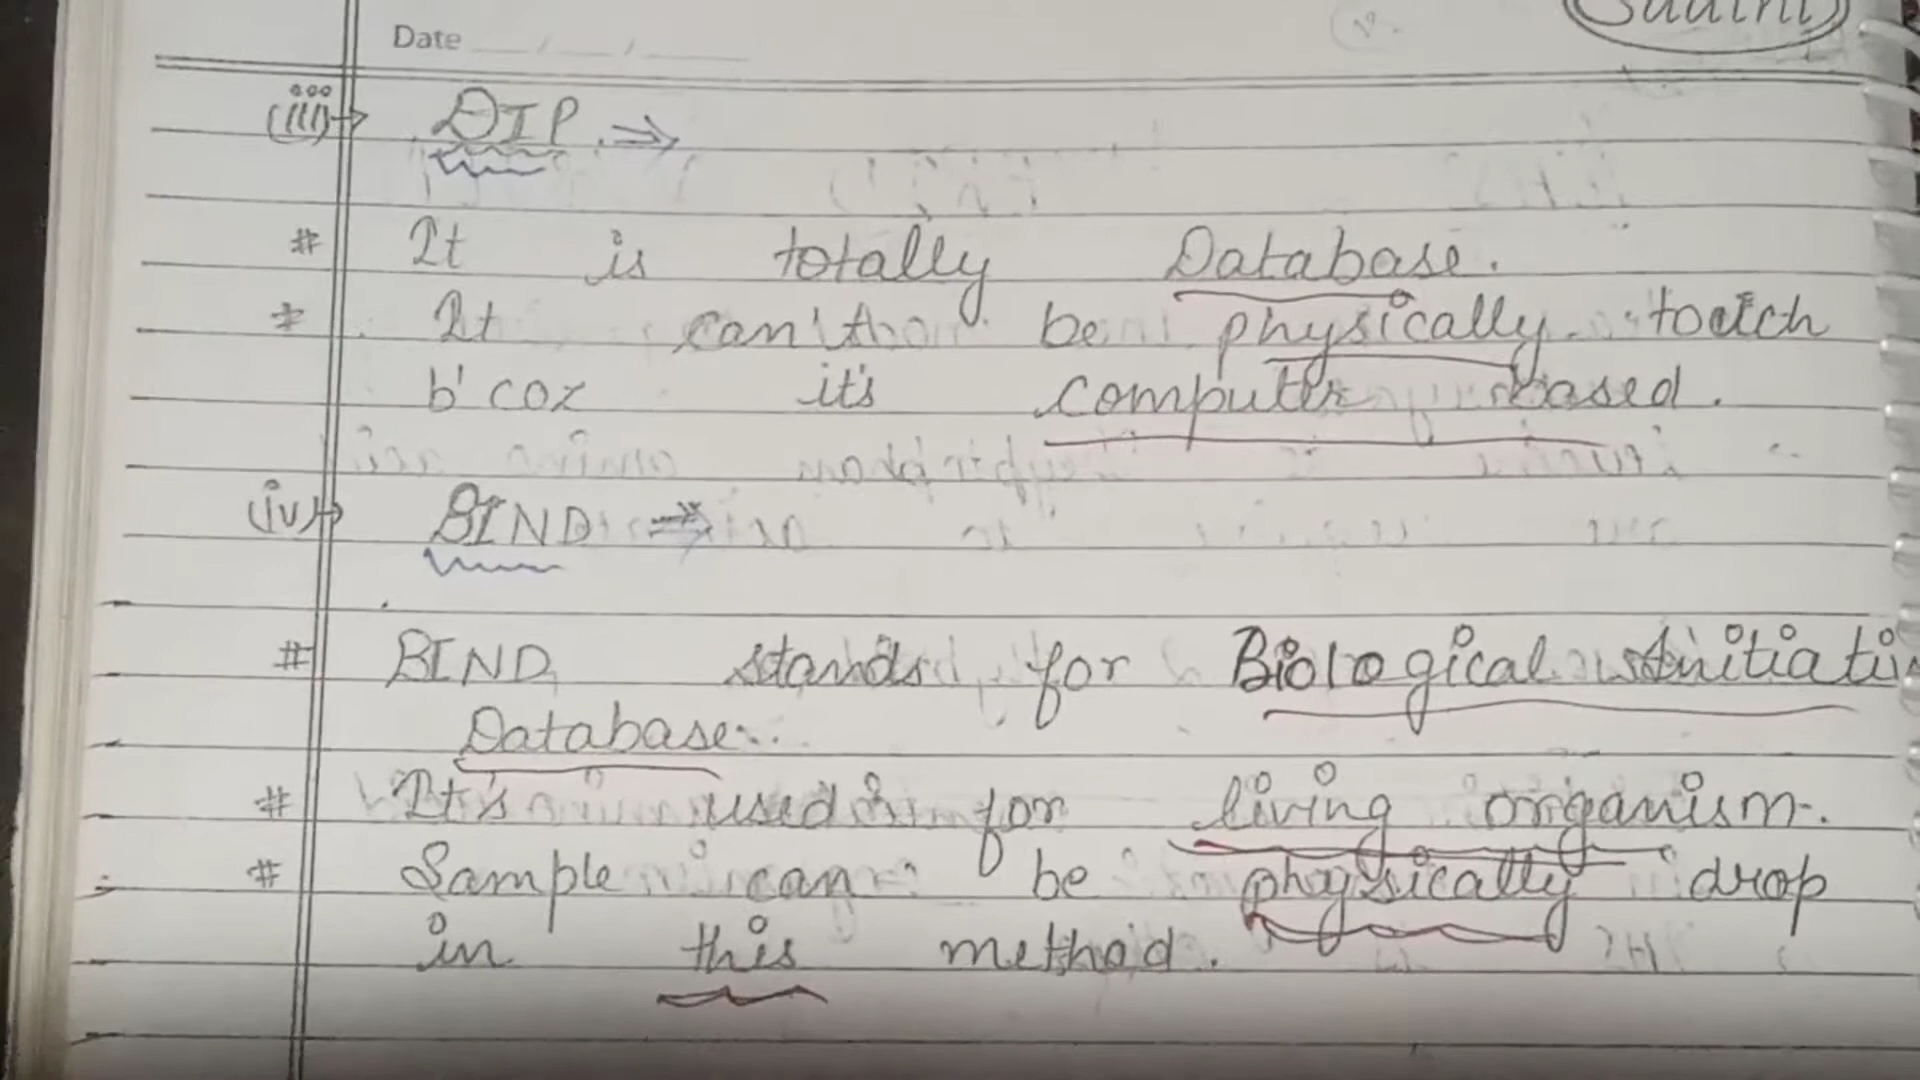 Date
(iii)→ DIP. ⇒
# It is totally Database.
* It can't be physically touch
b'coz it's computer based.
(iv)→ BIND ⇒
# BIND stands for Biological
Database.
# It's used for living organism.
# Sample can be physically drop
in this method.